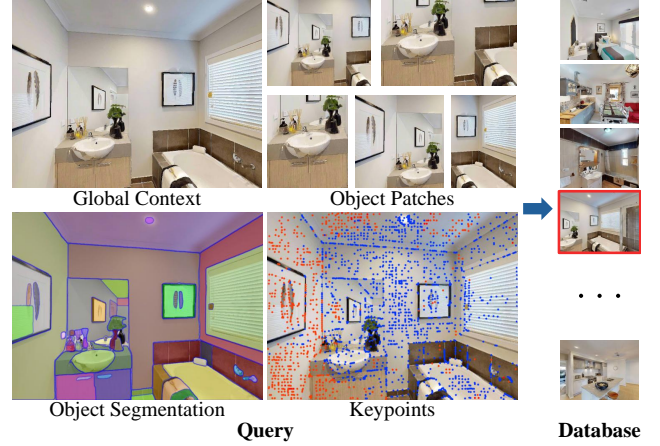 Global Context
Object Patches
Object Segmentation
Keypoints
. . .
Query
Database